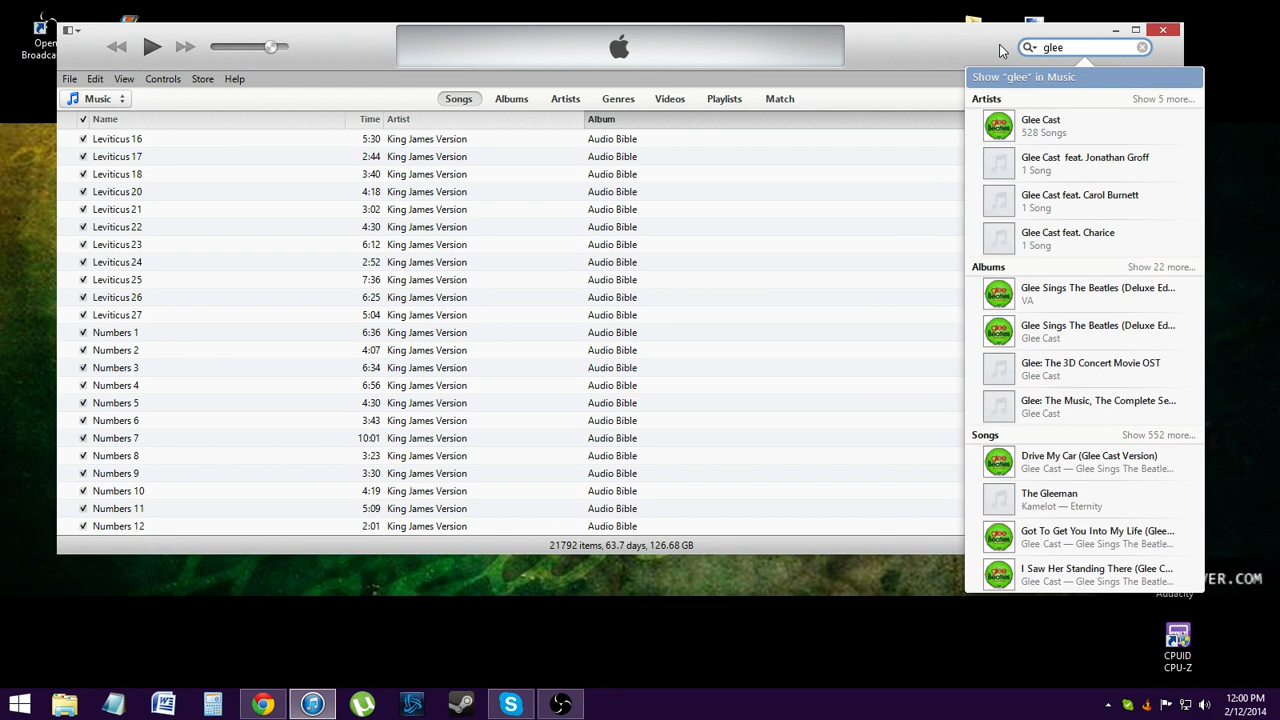 Open
Broadcas
glee
File Edit View Controls Store Help
Show "glee" in Music
Music
Songs Albums Artists Genres Radio Videos Playlists Match
Name Time Artist Album
Leviticus 16 5:30 King James Version Audio Bible
Leviticus 17 2:44 King James Version Audio Bible
Leviticus 18 3:40 King James Version Audio Bible
Leviticus 20 4:18 King James Version Audio Bible
Leviticus 21 3:02 King James Version Audio Bible
Leviticus 22 4:30 King James Version Audio Bible
Leviticus 23 6:12 King James Version Audio Bible
Leviticus 24 2:52 King James Version Audio Bible
Leviticus 25 7:36 King James Version Audio Bible
Leviticus 26 6:25 King James Version Audio Bible
Leviticus 27 5:04 King James Version Audio Bible
Numbers 1 6:36 King James Version Audio Bible
Numbers 2 4:07 King James Version Audio Bible
Numbers 3 6:34 King James Version Audio Bible
Numbers 4 6:56 King James Version Audio Bible
Numbers 5 4:30 King James Version Audio Bible
Numbers 6 3:43 King James Version Audio Bible
Numbers 7 10:01 King James Version Audio Bible
Numbers 8 3:23 King James Version Audio Bible
Numbers 9 3:30 King James Version Audio Bible
Numbers 10 4:19 King James Version Audio Bible
Numbers 11 5:09 King James Version Audio Bible
Numbers 12 2:01 King James Version Audio Bible
21792 items, 63.7 days, 126.68 GB
Artists Show 5 more...
Glee Cast
528 Songs
Glee Cast feat. Jonathan Groff
1 Song
Glee Cast feat. Carol Burnett
1 Song
Glee Cast feat. Charice
1 Song
Albums Show 22 more...
Glee Sings The Beatles (Deluxe Ed...
VA
Glee Sings The Beatles (Deluxe Ed...
Glee Cast
Glee: The 3D Concert Movie OST
Glee Cast
Glee: The Music, The Complete Se...
Glee Cast
Songs Show 552 more...
Drive My Car (Glee Cast Version)
Glee Cast — Glee Sings The Beatle...
The Gleeman
Kamelot — Eternity
Got To Get You Into My Life (Glee...
Glee Cast — Glee Sings The Beatle...
I Saw Her Standing There (Glee C...
Glee Cast — Glee Sings The Beatle...
VER.COM
Audacity
CPUID
CPU-Z
12:00 PM
2/12/2014